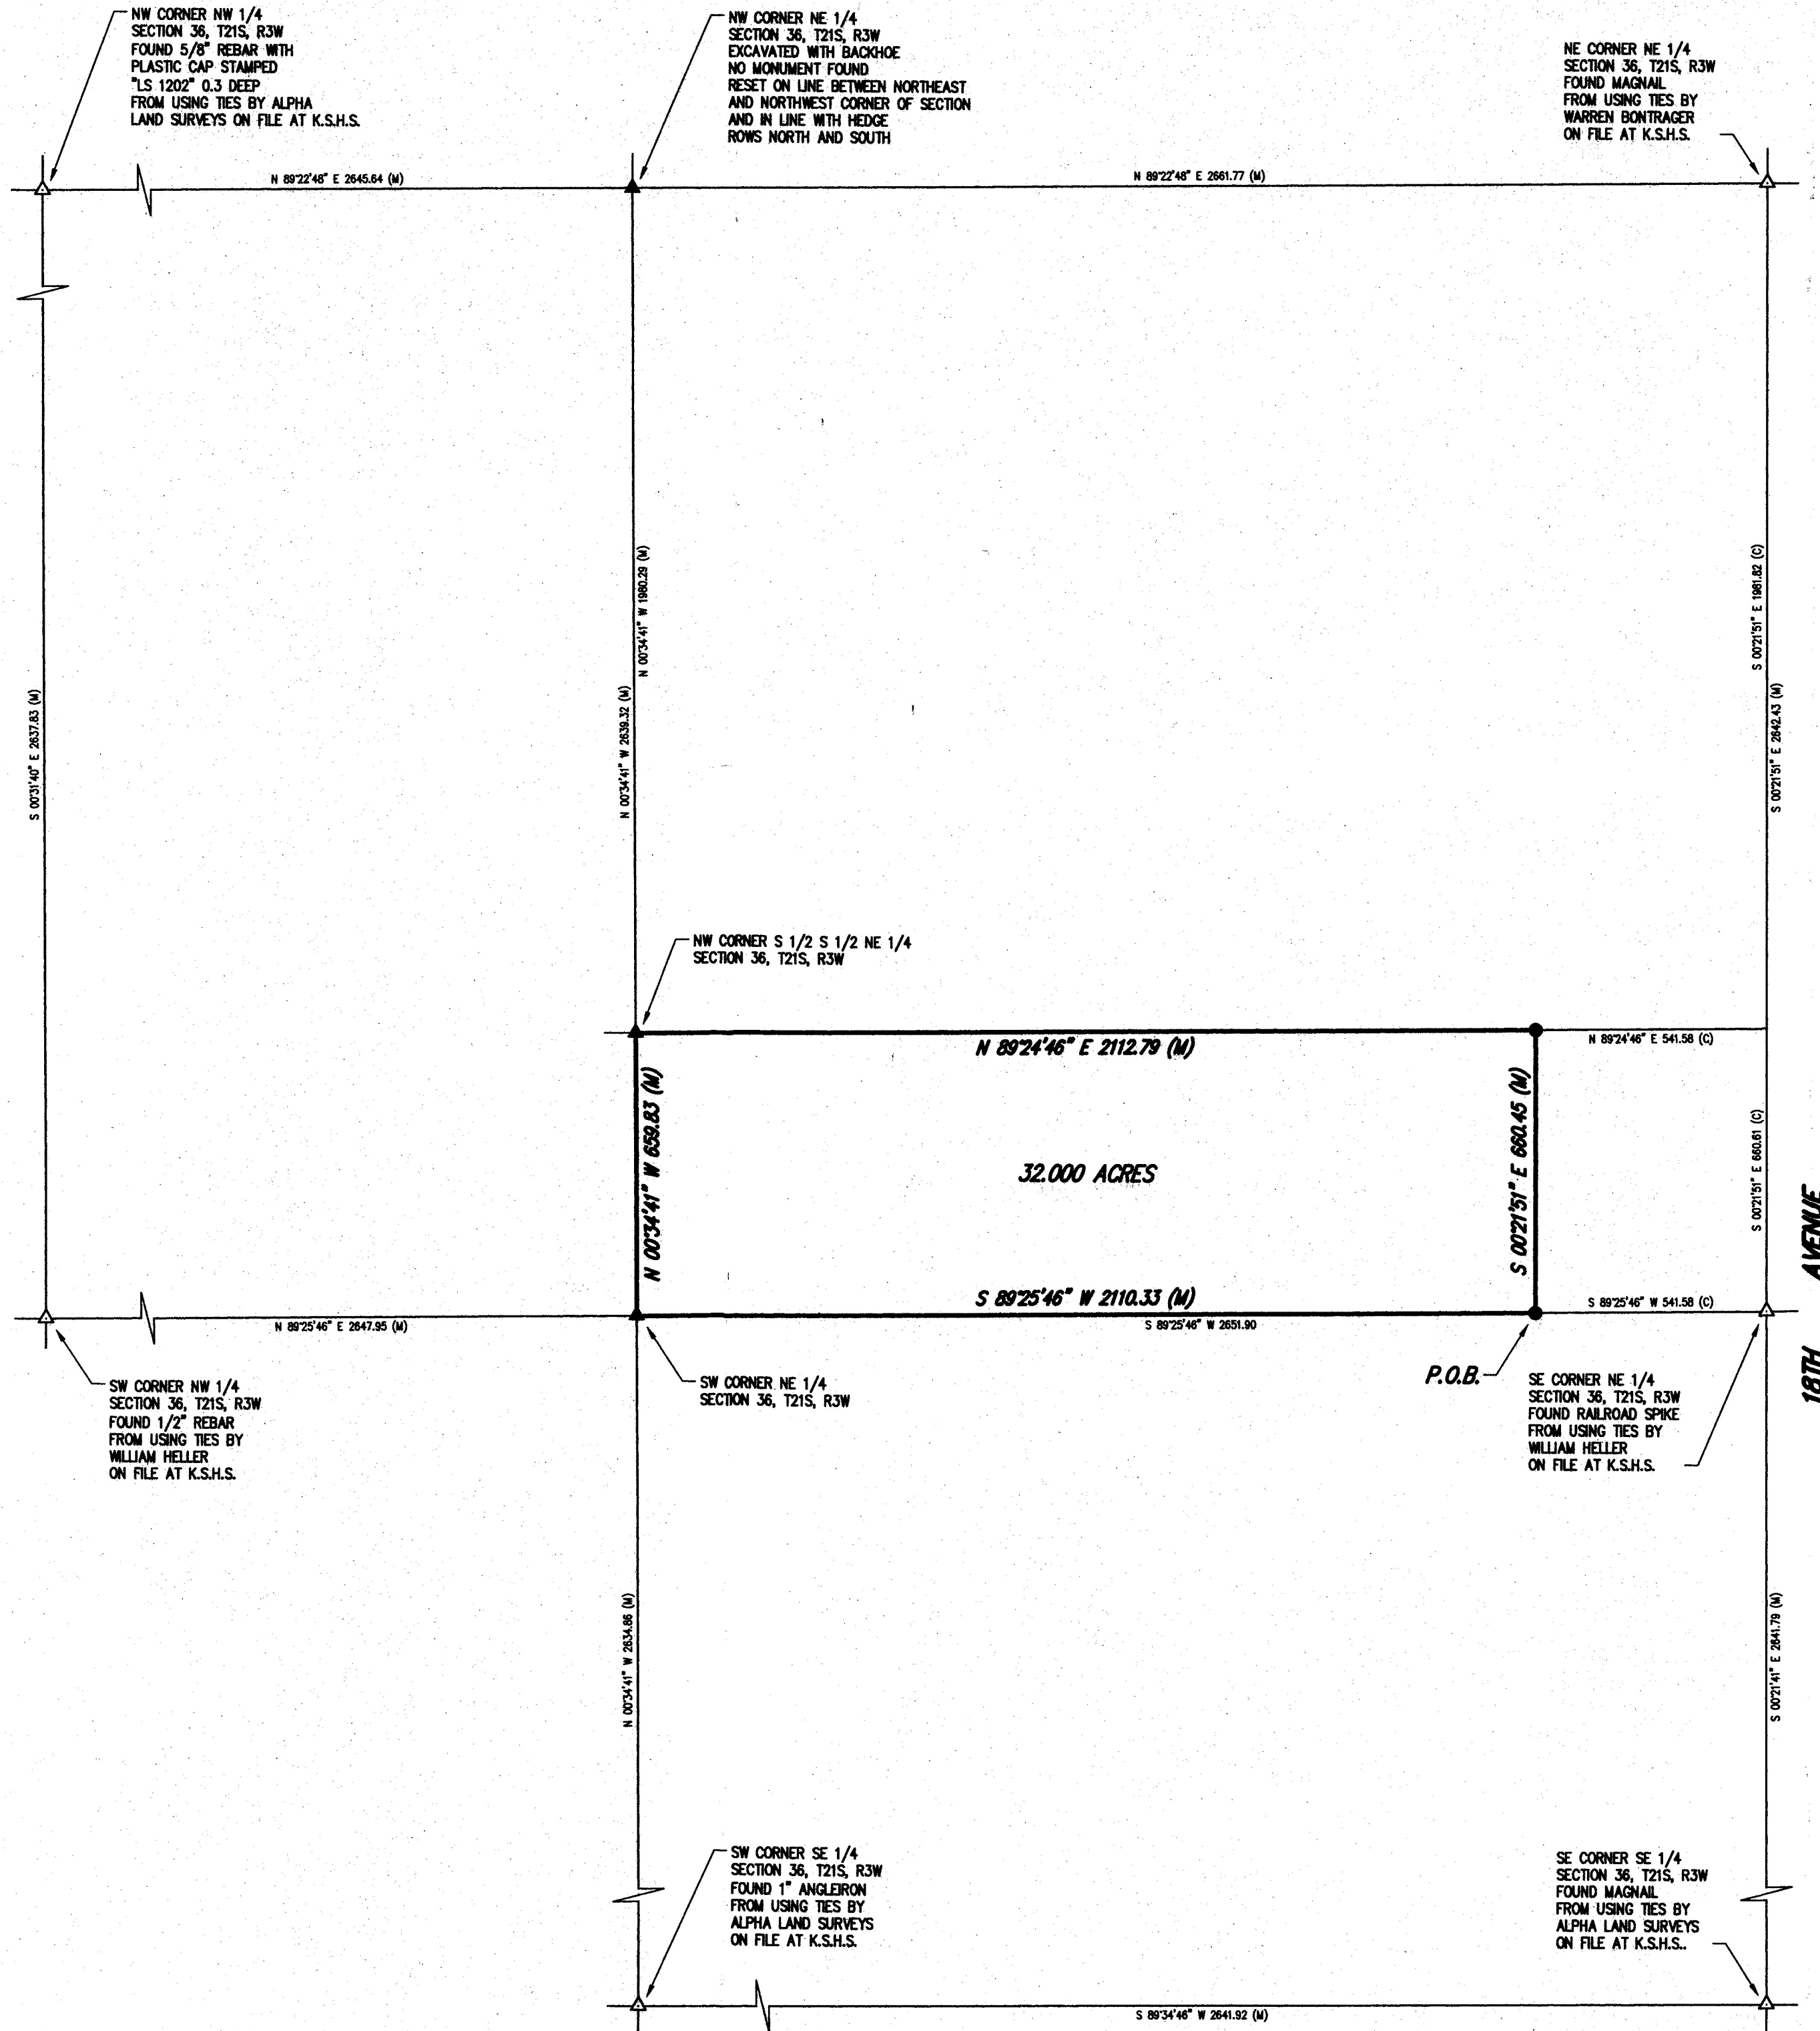 NW CORNER NW 1/4
SECTION 36, T21S, R3W
FOUND 5/8" REBAR WITH
PLASTIC CAP STAMPED
"LS 1202" 0.3 DEEP
FROM USING TIES BY ALPHA
LAND SURVEYS ON FILE AT K.S.H.S.
NW CORNER NE 1/4
SECTION 36, T21S, R3W
EXCAVATED WITH BACKHOE
NO MONUMENT FOUND
RESET ON LINE BETWEEN NORTHEAST
AND NORTHWEST CORNER OF SECTION
AND IN LINE WITH HEDGE
ROWS NORTH AND SOUTH
NE CORNER NE 1/4
SECTION 36, T21S, R3W
FOUND MAGNAIL
FROM USING TIES BY
WARREN BONTRAGER
ON FILE AT K.S.H.S.
N 89°22'48" E 2645.64 (M)
N 89°22'48" E 2661.77 (M)
S 00°31'40" E 2637.83 (M)
N 00°34'41" W 2639.32 (M)
N 00°34'41" W 1980.29 (M)
S 00°21'51" E 1981.82 (C)
S 00°21'51" E 2642.43 (M)
NW CORNER S 1/2 S 1/2 NE 1/4
SECTION 36, T21S, R3W
N 89°24'46" E 2112.79 (M)
N 89°24'46" E 541.58 (C)
N 00°34'41" W 659.83 (M)
32.000 ACRES
S 00°21'51" E 660.45 (M)
S 00°21'51" E 660.61 (C)
18TH AVENUE
S 89°25'46" W 2110.33 (M)
S 89°25'46" W 541.58 (C)
N 89°25'46" E 2647.95 (M)
S 89°25'46" W 2651.90
SW CORNER NW 1/4
SECTION 36, T21S, R3W
FOUND 1/2" REBAR
FROM USING TIES BY
WILLIAM HELLER
ON FILE AT K.S.H.S.
SW CORNER NE 1/4
SECTION 36, T21S, R3W
P.O.B.
SE CORNER NE 1/4
SECTION 36, T21S, R3W
FOUND RAILROAD SPIKE
FROM USING TIES BY
WILLIAM HELLER
ON FILE AT K.S.H.S.
N 00°34'41" W 2634.86 (M)
S 00°21'41" E 2641.79 (M)
SW CORNER SE 1/4
SECTION 36, T21S, R3W
FOUND 1" ANGLEIRON
FROM USING TIES BY
ALPHA LAND SURVEYS
ON FILE AT K.S.H.S.
SE CORNER SE 1/4
SECTION 36, T21S, R3W
FOUND MAGNAIL
FROM USING TIES BY
ALPHA LAND SURVEYS
ON FILE AT K.S.H.S..
S 89°34'46" W 2641.92 (M)